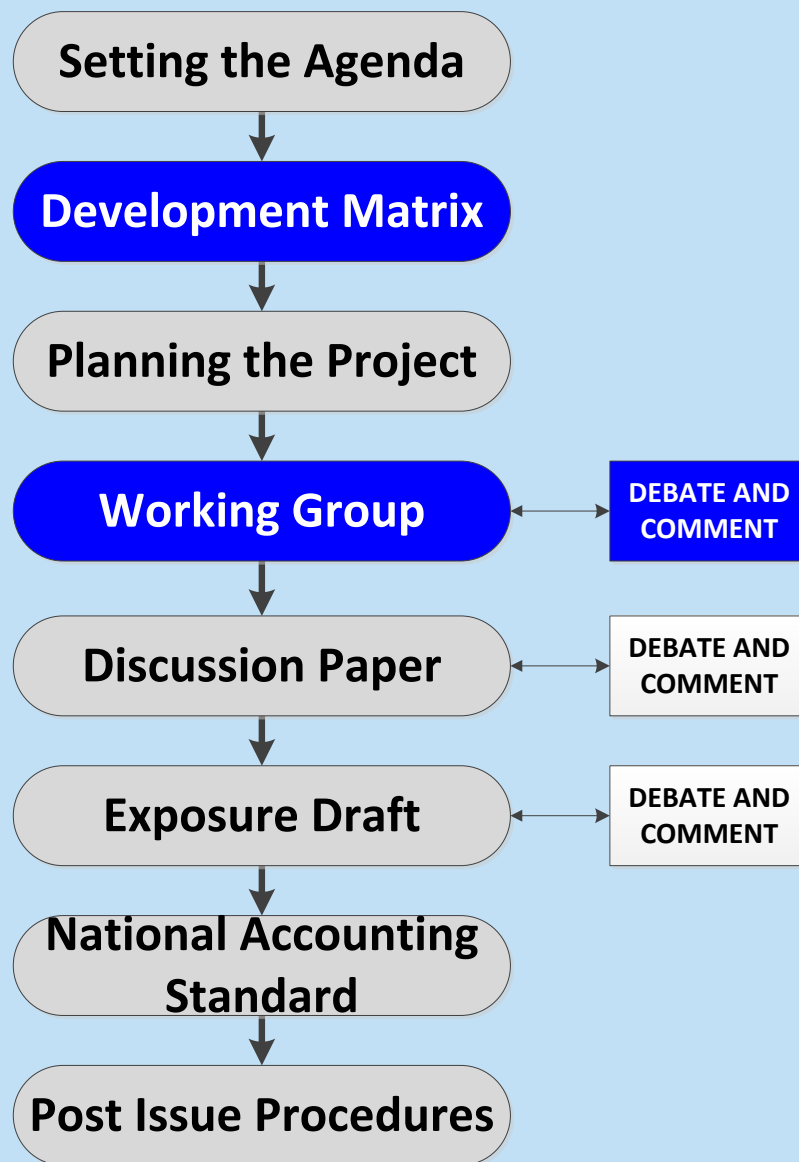 Setting the Agenda
Development Matrix
Planning the Project
Working Group
DEBATE AND
COMMENT
Discussion Paper
DEBATE AND
COMMENT
Exposure Draft
DEBATE AND
COMMENT
National Accounting
Standard
Post Issue Procedures